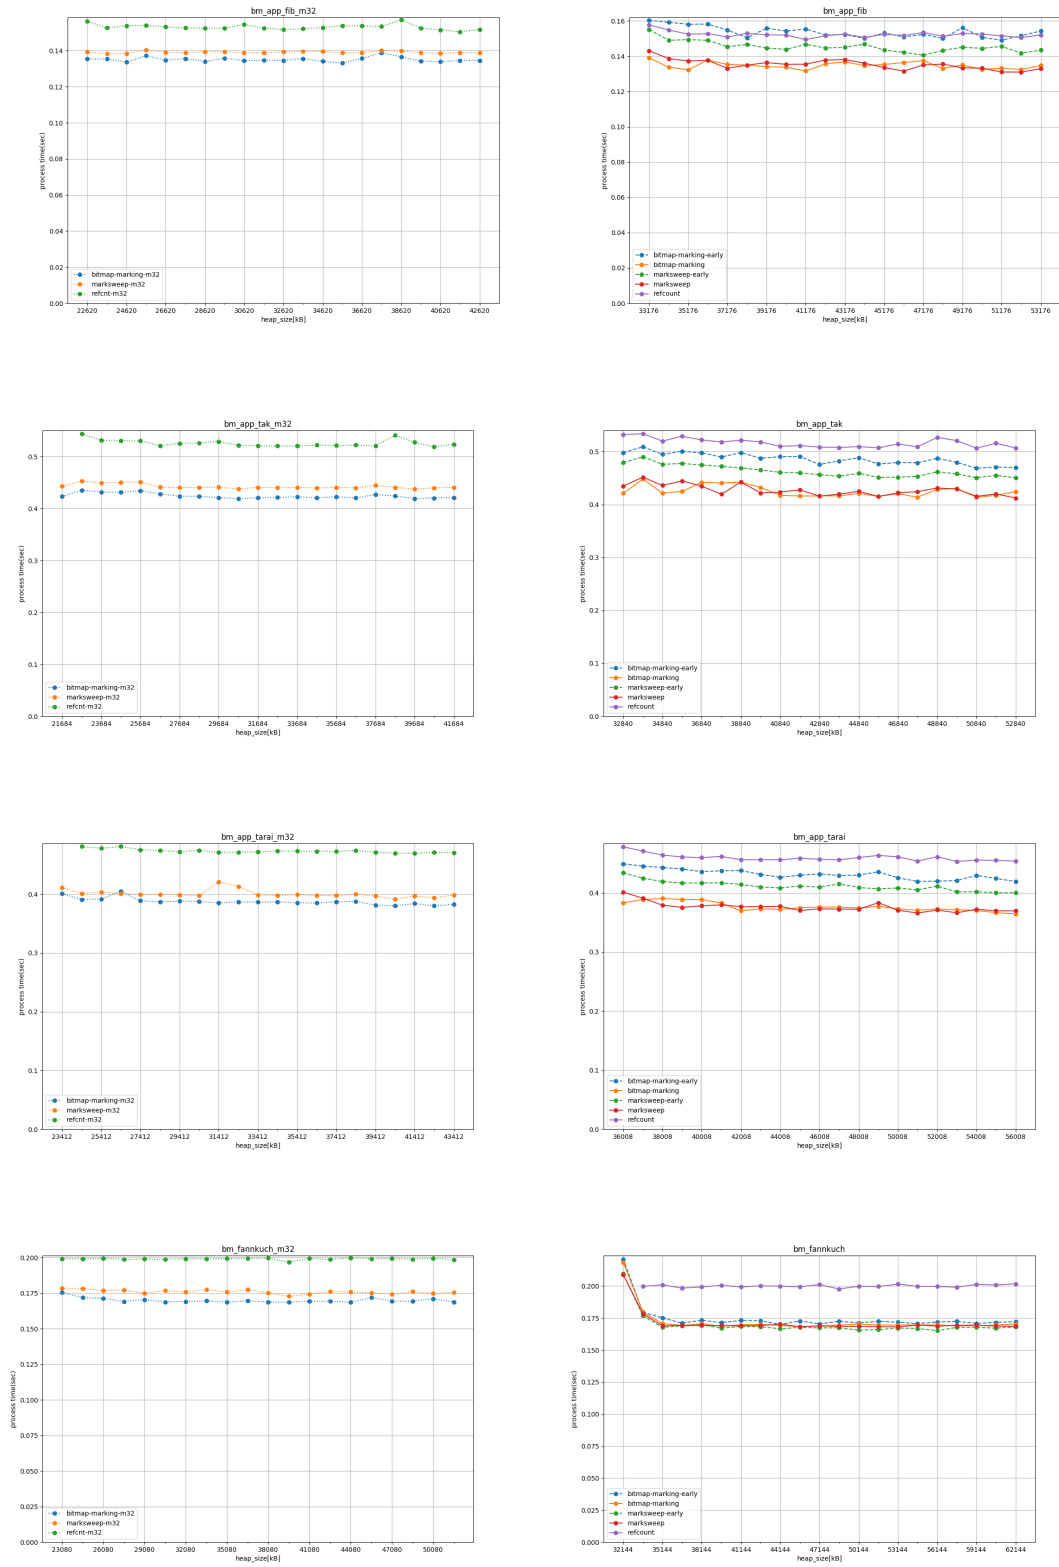 bm_app_fib_m32
process time(sec)
0.14
0.12
0.10
0.08
0.06
0.04
0.02
0.00
bitmap-marking-m32
marksweep-m32
refcnt-m32
22620 24620 26620 28620 30620 32620 34620 36620 38620 40620 42620
heap_size[kB]
bm_app_fib
process time(sec)
0.16
0.14
0.12
0.10
0.08
0.06
0.04
0.02
0.00
bitmap-marking-early
bitmap-marking
marksweep-early
marksweep
refcount
33176 35176 37176 39176 41176 43176 45176 47176 49176 51176 53176
heap_size[kB]
bm_app_tak_m32
process time(sec)
0.5
0.4
0.3
0.2
0.1
0.0
bitmap-marking-m32
marksweep-m32
refcnt-m32
21684 23684 25684 27684 29684 31684 33684 35684 37684 39684 41684
heap_size[kB]
bm_app_tak
process time(sec)
0.5
0.4
0.3
0.2
0.1
0.0
bitmap-marking-early
bitmap-marking
marksweep-early
marksweep
refcount
32840 34840 36840 38840 40840 42840 44840 46840 48840 50840 52840
heap_size[kB]
bm_app_tarai_m32
process time(sec)
0.4
0.3
0.2
0.1
0.0
bitmap-marking-m32
marksweep-m32
refcnt-m32
23412 25412 27412 29412 31412 33412 35412 37412 39412 41412 43412
heap_size[kB]
bm_app_tarai
process time(sec)
0.4
0.3
0.2
0.1
0.0
bitmap-marking-early
bitmap-marking
marksweep-early
marksweep
refcount
36008 38008 40008 42008 44008 46008 48008 50008 52008 54008 56008
heap_size[kB]
bm_fannkuch_m32
process time(sec)
0.200
0.175
0.150
0.125
0.100
0.075
0.050
0.025
0.000
bitmap-marking-m32
marksweep-m32
refcnt-m32
23080 26080 29080 32080 35080 38080 41080 44080 47080 50080
heap_size[kB]
bm_fannkuch
process time(sec)
0.200
0.175
0.150
0.125
0.100
0.075
0.050
0.025
0.000
bitmap-marking-early
bitmap-marking
marksweep-early
marksweep
refcount
32144 35144 38144 41144 44144 47144 50144 53144 56144 59144 62144
heap_size[kB]